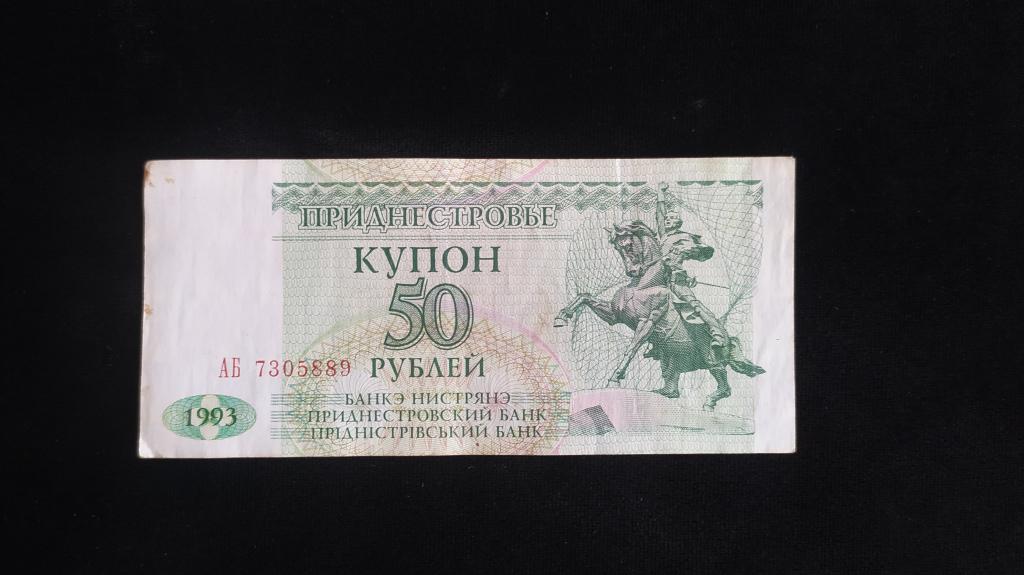 ПРИДНЕСТРОВЬЕ
КУПОН
50
РУБЛЕЙ
АБ 7305889
1993
БАНКЭ НИСТРЯНЭ
ПРИДНЕСТРОВСКИЙ БАНК
ПРІДНІСТРІВСЬКИЙ БАНК